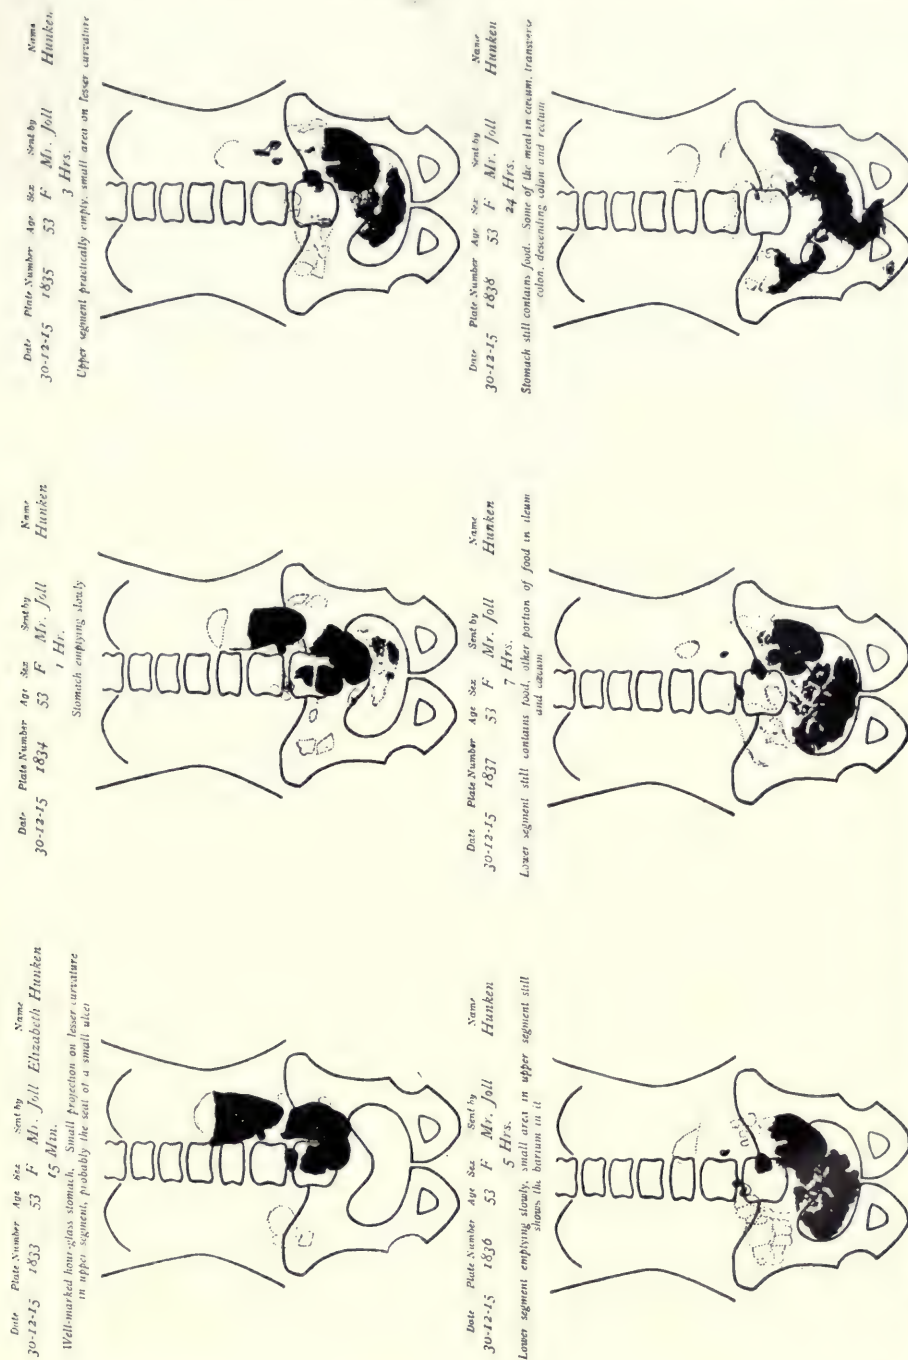 Date Plate Number Age Sex Sent by Name
30-12-15 1833 53 F Mr. Joll Elizabeth Hunken
15 Min.
Well-marked hour-glass stomach. Small projection on lesser curvature
in upper segment, probably the seat of a small ulcer
Date Plate Number Age Sex Sent by Name
30-12-15 1834 53 F Mr. Joll Hunken
1 Hr.
Stomach emptying slowly
Date Plate Number Age Sex Sent by Name
30-12-15 1835 53 F Mr. Joll Hunken
3 Hrs.
Upper segment practically empty, small area on lesser curvature
Date Plate Number Age Sex Sent by Name
30-12-15 1836 53 F Mr. Joll Hunken
5 Hrs.
Lower segment emptying slowly, small area in upper segment still
shows the barium in it
Date Plate Number Age Sex Sent by Name
30-12-15 1837 53 F Mr. Joll Hunken
7 Hrs.
Lower segment still contains food, other portion of food in ileum
and cæcum
Date Plate Number Age Sex Sent by Name
30-12-15 1838 53 F Mr. Joll Hunken
24 Hrs.
Stomach still contains food. Some of the meal in cæcum, transverse
colon, descending colon and rectum